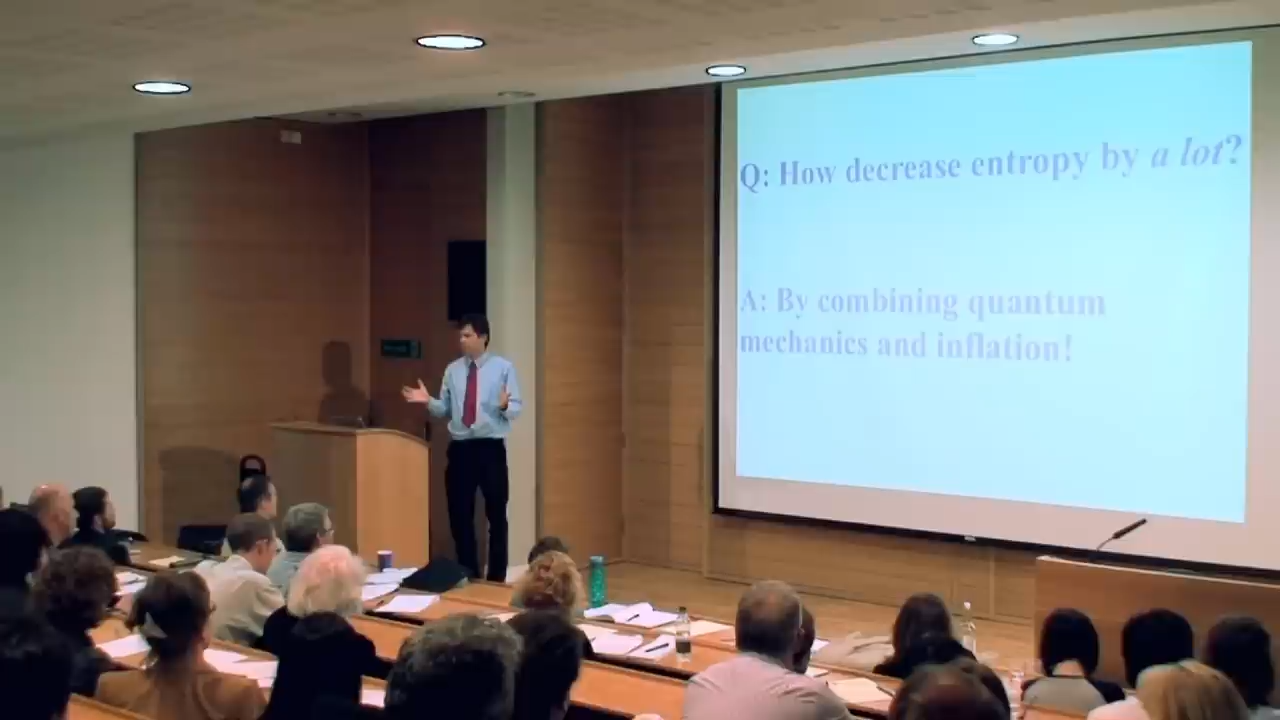 Q: How decrease entropy by a lot?
A: By combining quantum
mechanics and inflation!